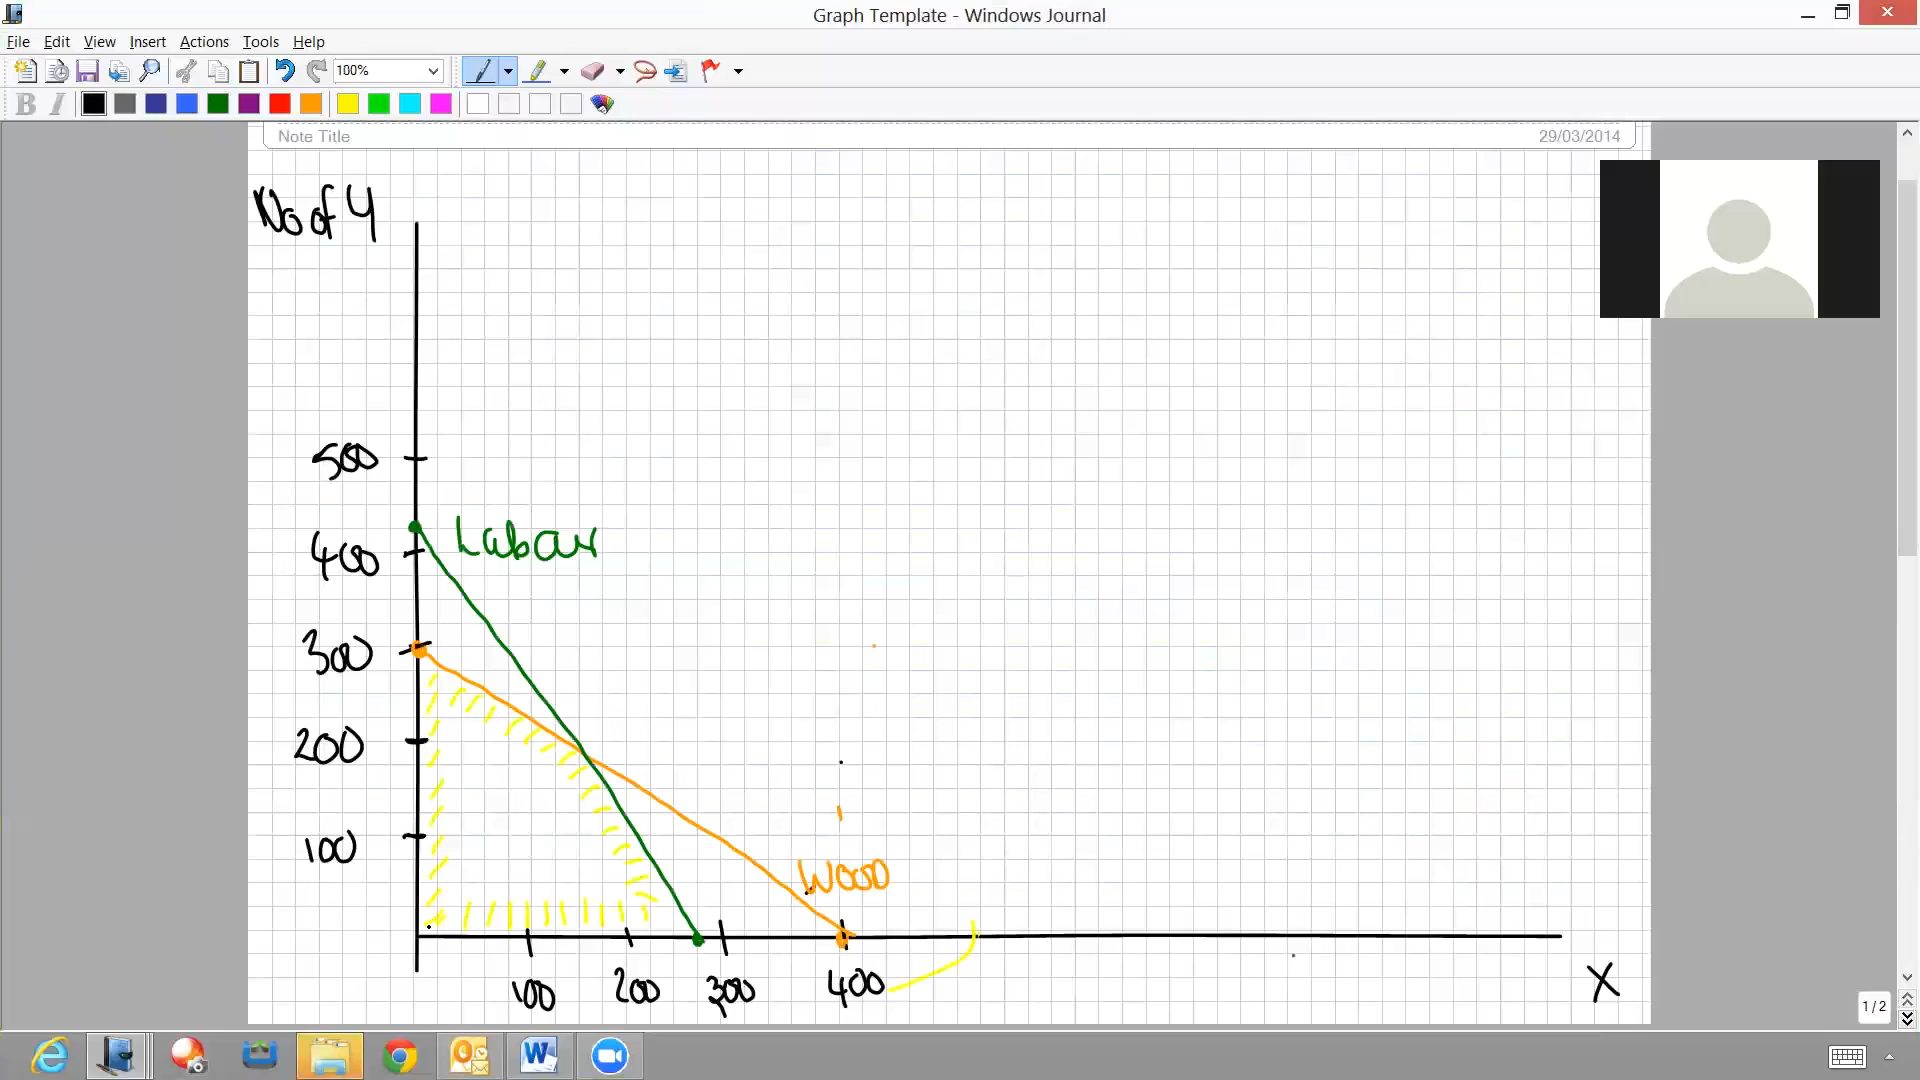 Graph Template - Windows Journal
File Edit View Insert Actions Tools Help
100%
B I
Note Title 29/03/2014
No of Y
500
Labour
400
300
200
100
WOOD
100 200 300 400 X
1/2